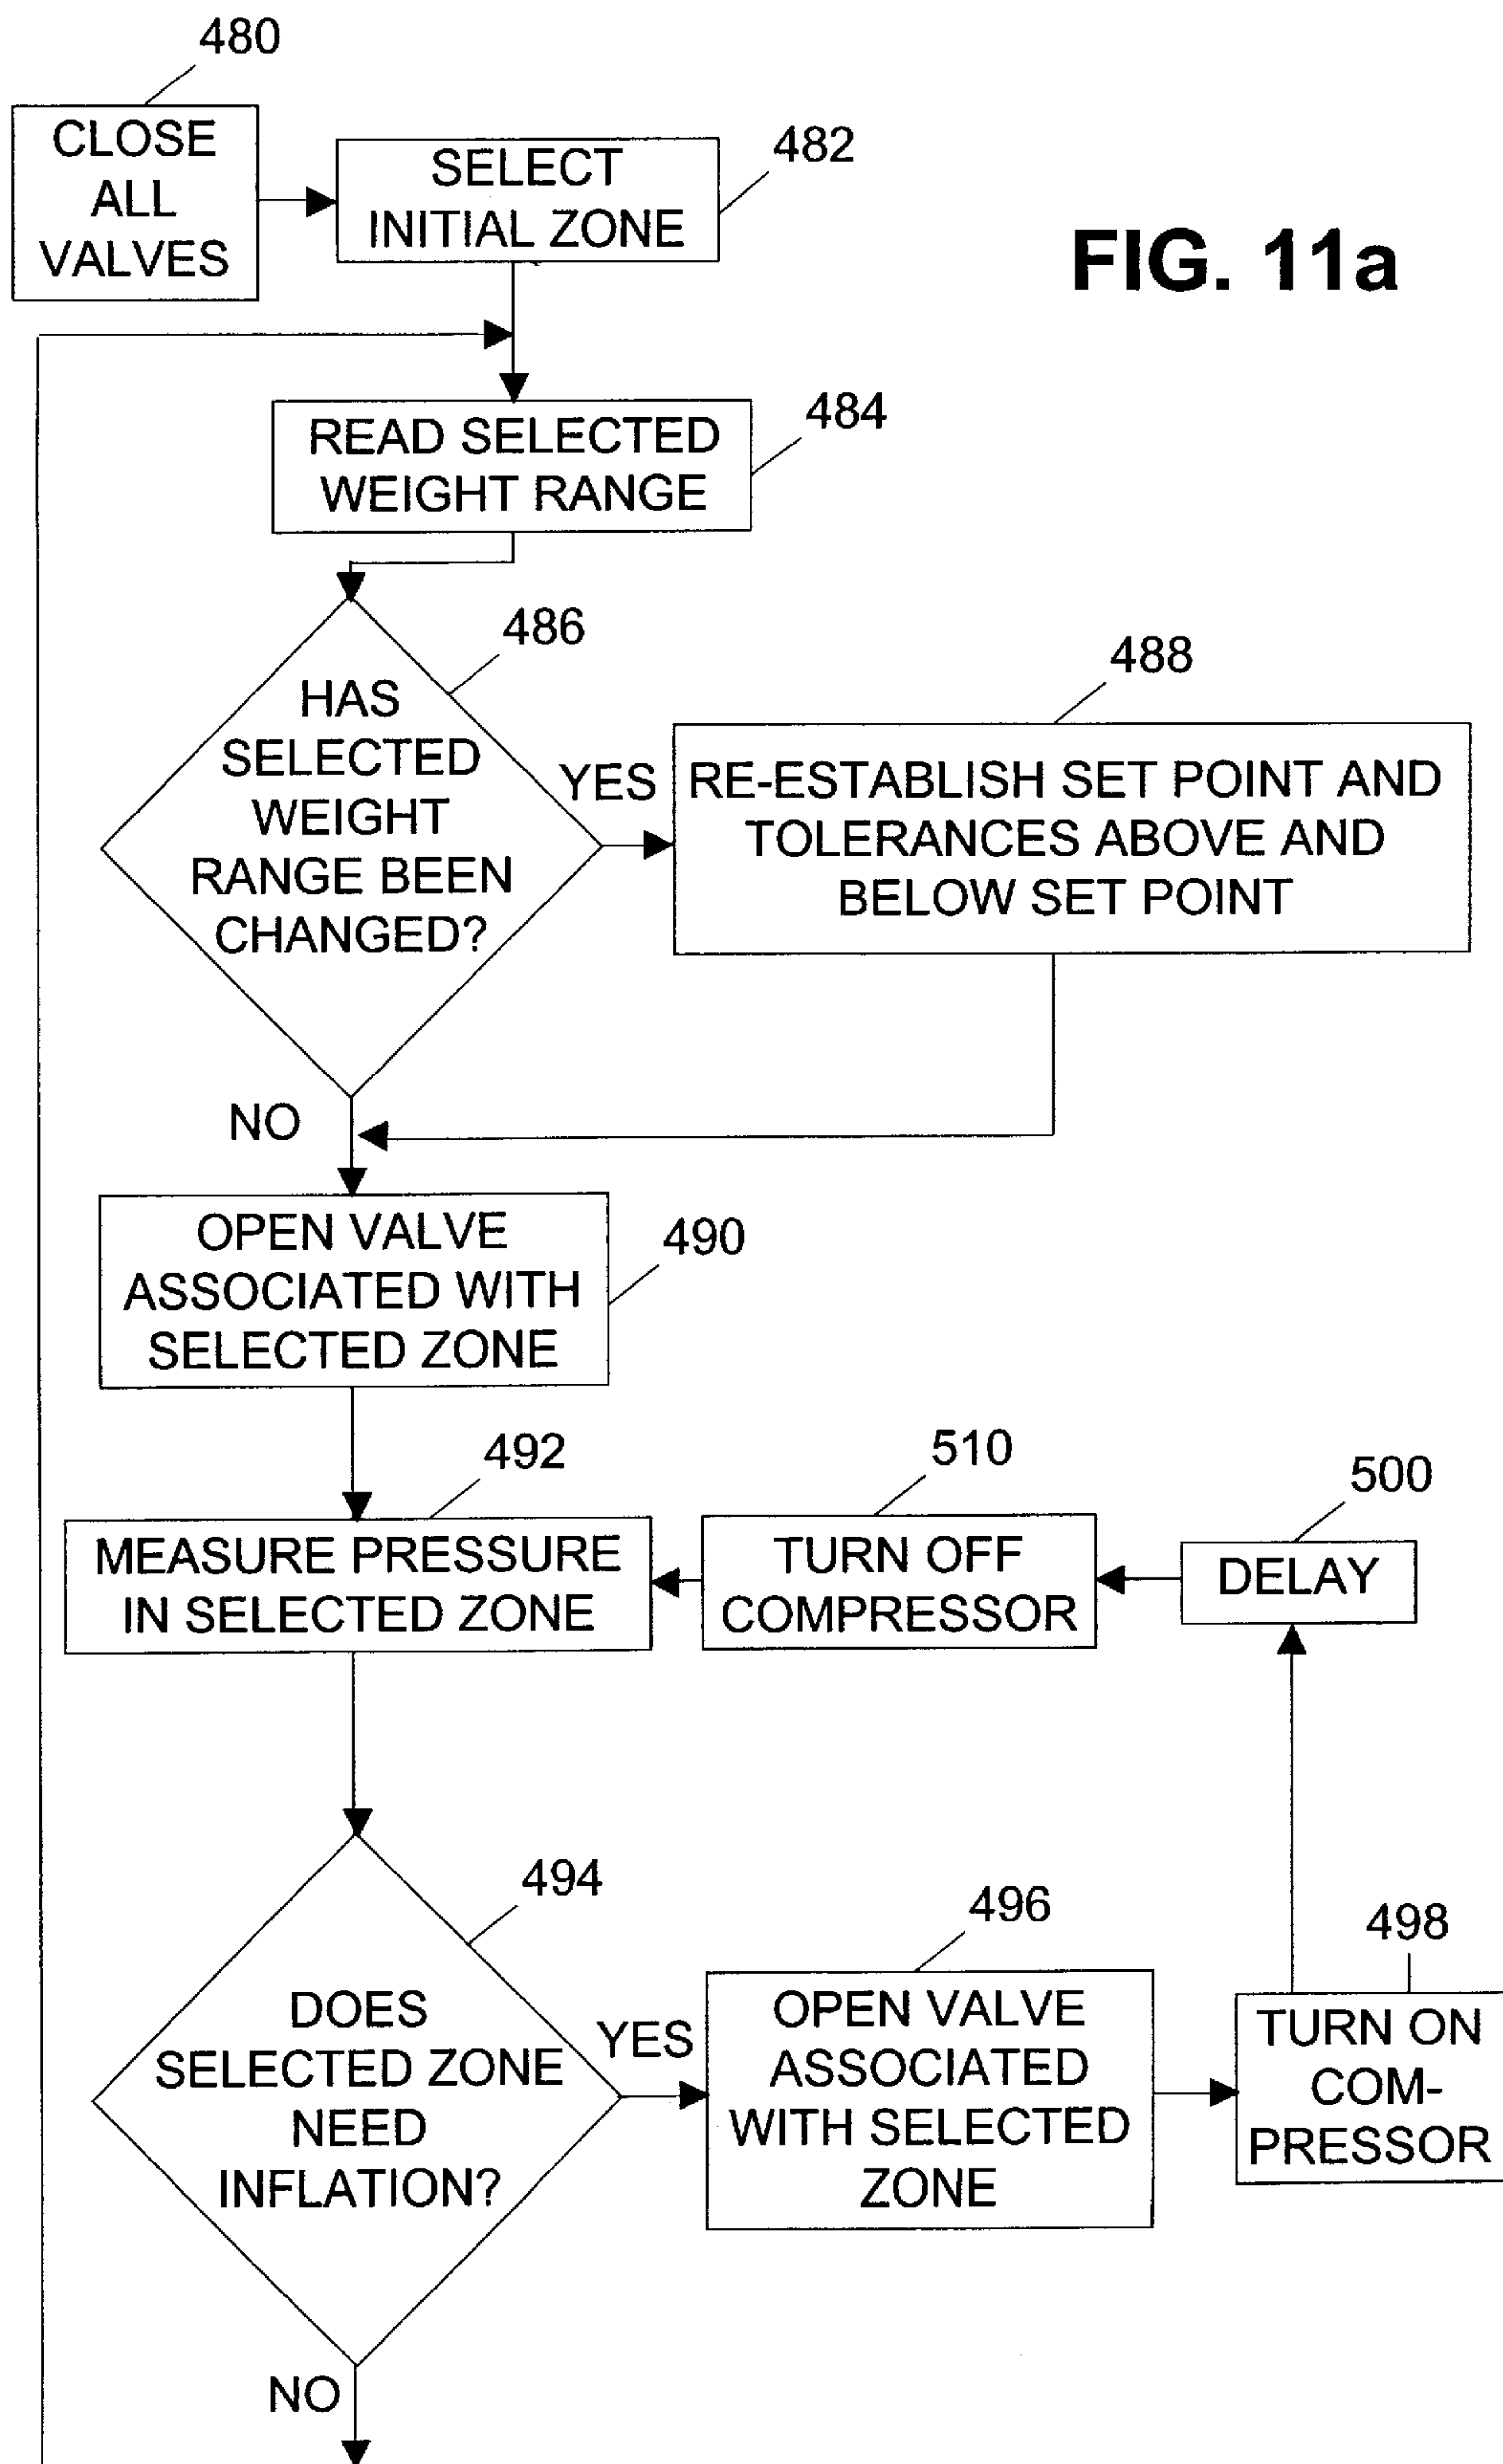 480
CLOSE
ALL
VALVES
SELECT
INITIAL ZONE
482
FIG. 11a
READ SELECTED
WEIGHT RANGE
484
486
HAS
SELECTED
WEIGHT
RANGE BEEN
CHANGED?
YES
488
RE-ESTABLISH SET POINT AND
TOLERANCES ABOVE AND
BELOW SET POINT
NO
OPEN VALVE
ASSOCIATED WITH
SELECTED ZONE
490
492
MEASURE PRESSURE
IN SELECTED ZONE
510
TURN OFF
COMPRESSOR
500
DELAY
494
DOES
SELECTED ZONE
NEED
INFLATION?
YES
496
OPEN VALVE
ASSOCIATED
WITH SELECTED
ZONE
498
TURN ON
COM-
PRESSOR
NO